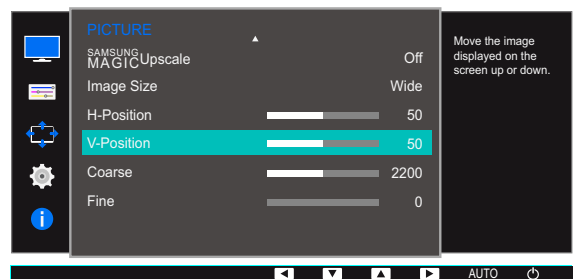 PICTURE
SAMSUNG
MAGIC Upscale Off
Image Size Wide
H-Position 50
V-Position 50
Coarse 2200
Fine 0
Move the image
displayed on the
screen up or down.
AUTO